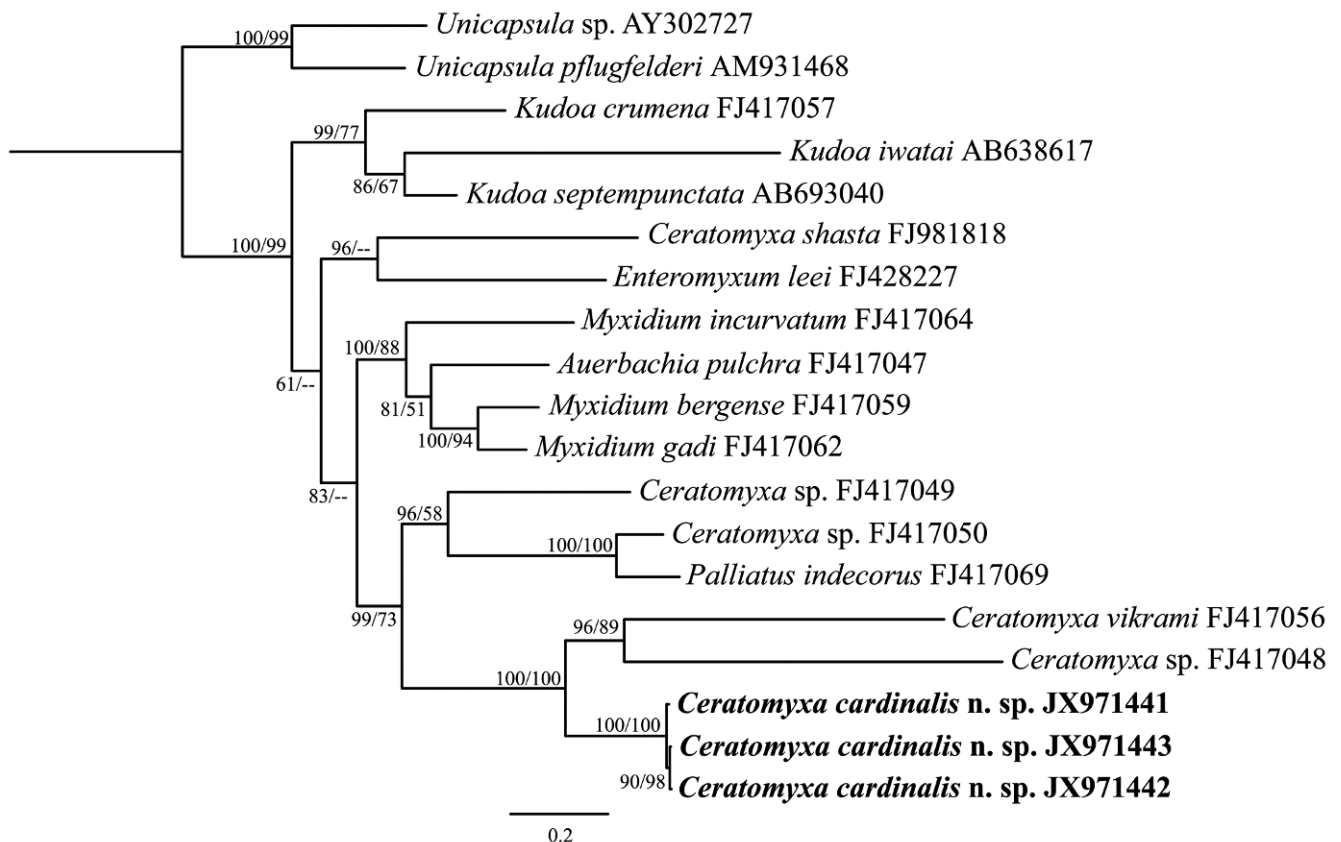 Unicapsula sp. AY302727
100/99
Unicapsula pflugfelderi AM931468
Kudoa crumena FJ417057
99/77
Kudoa iwatai AB638617
86/67
Kudoa septempunctata AB693040
Ceratomyxa shasta FJ981818
100/99
96/--
Enteromyxum leei FJ428227
Myxidium incurvatum FJ417064
100/88
Auerbachia pulchra FJ417047
61/--
81/51
Myxidium bergense FJ417059
100/94
Myxidium gadi FJ417062
83/--
Ceratomyxa sp. FJ417049
96/58
Ceratomyxa sp. FJ417050
100/100
Palliatus indecorus FJ417069
99/73
Ceratomyxa vikrami FJ417056
96/89
Ceratomyxa sp. FJ417048
100/100
Ceratomyxa cardinalis n. sp. JX971441
100/100
Ceratomyxa cardinalis n. sp. JX971443
90/98
Ceratomyxa cardinalis n. sp. JX971442
0.2